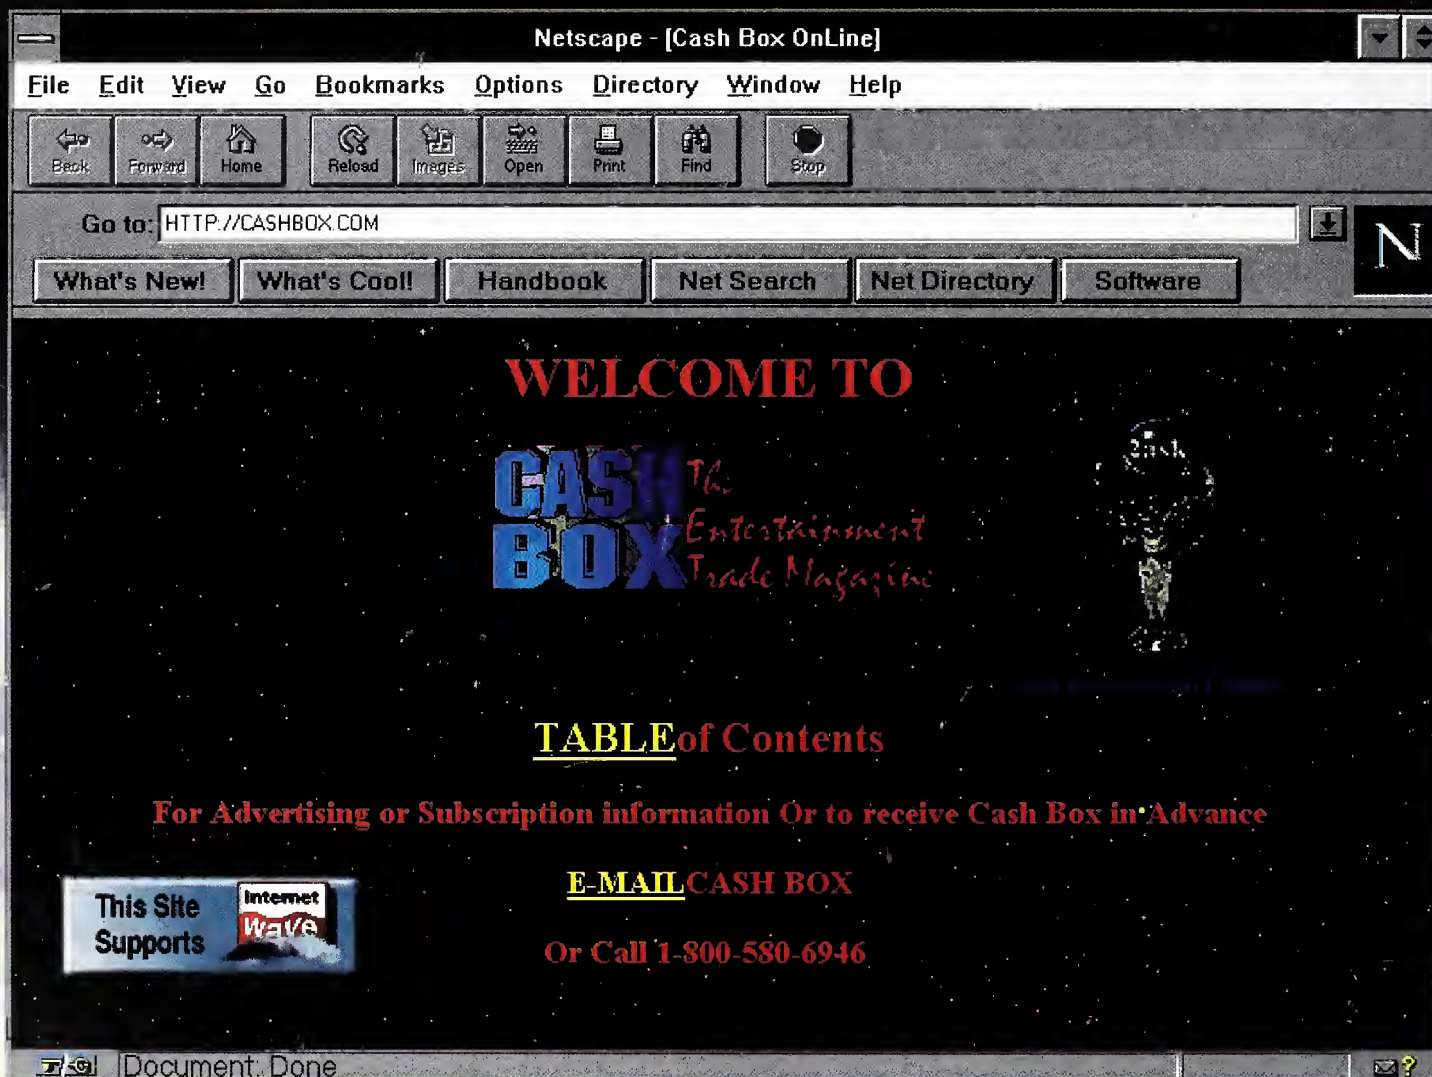 Netscape - [Cash Box OnLine]
File Edit View Go Bookmarks Options Directory Window Help
Back Forward Home Reload Images Open Print Find Stop
Go to: HTTP://CASHBOX.COM
N
What's New! What's Cool! Handbook Net Search Net Directory Software
WELCOME TO
CASH BOX
The
Entertainment
Trade Magazine
Cash
TABLE of Contents
For Advertising or Subscription information Or to receive Cash Box in Advance
E-MAIL CASH BOX
Or Call 1-800-580-6946
This Site
Supports
Internet
wave
Document: Done